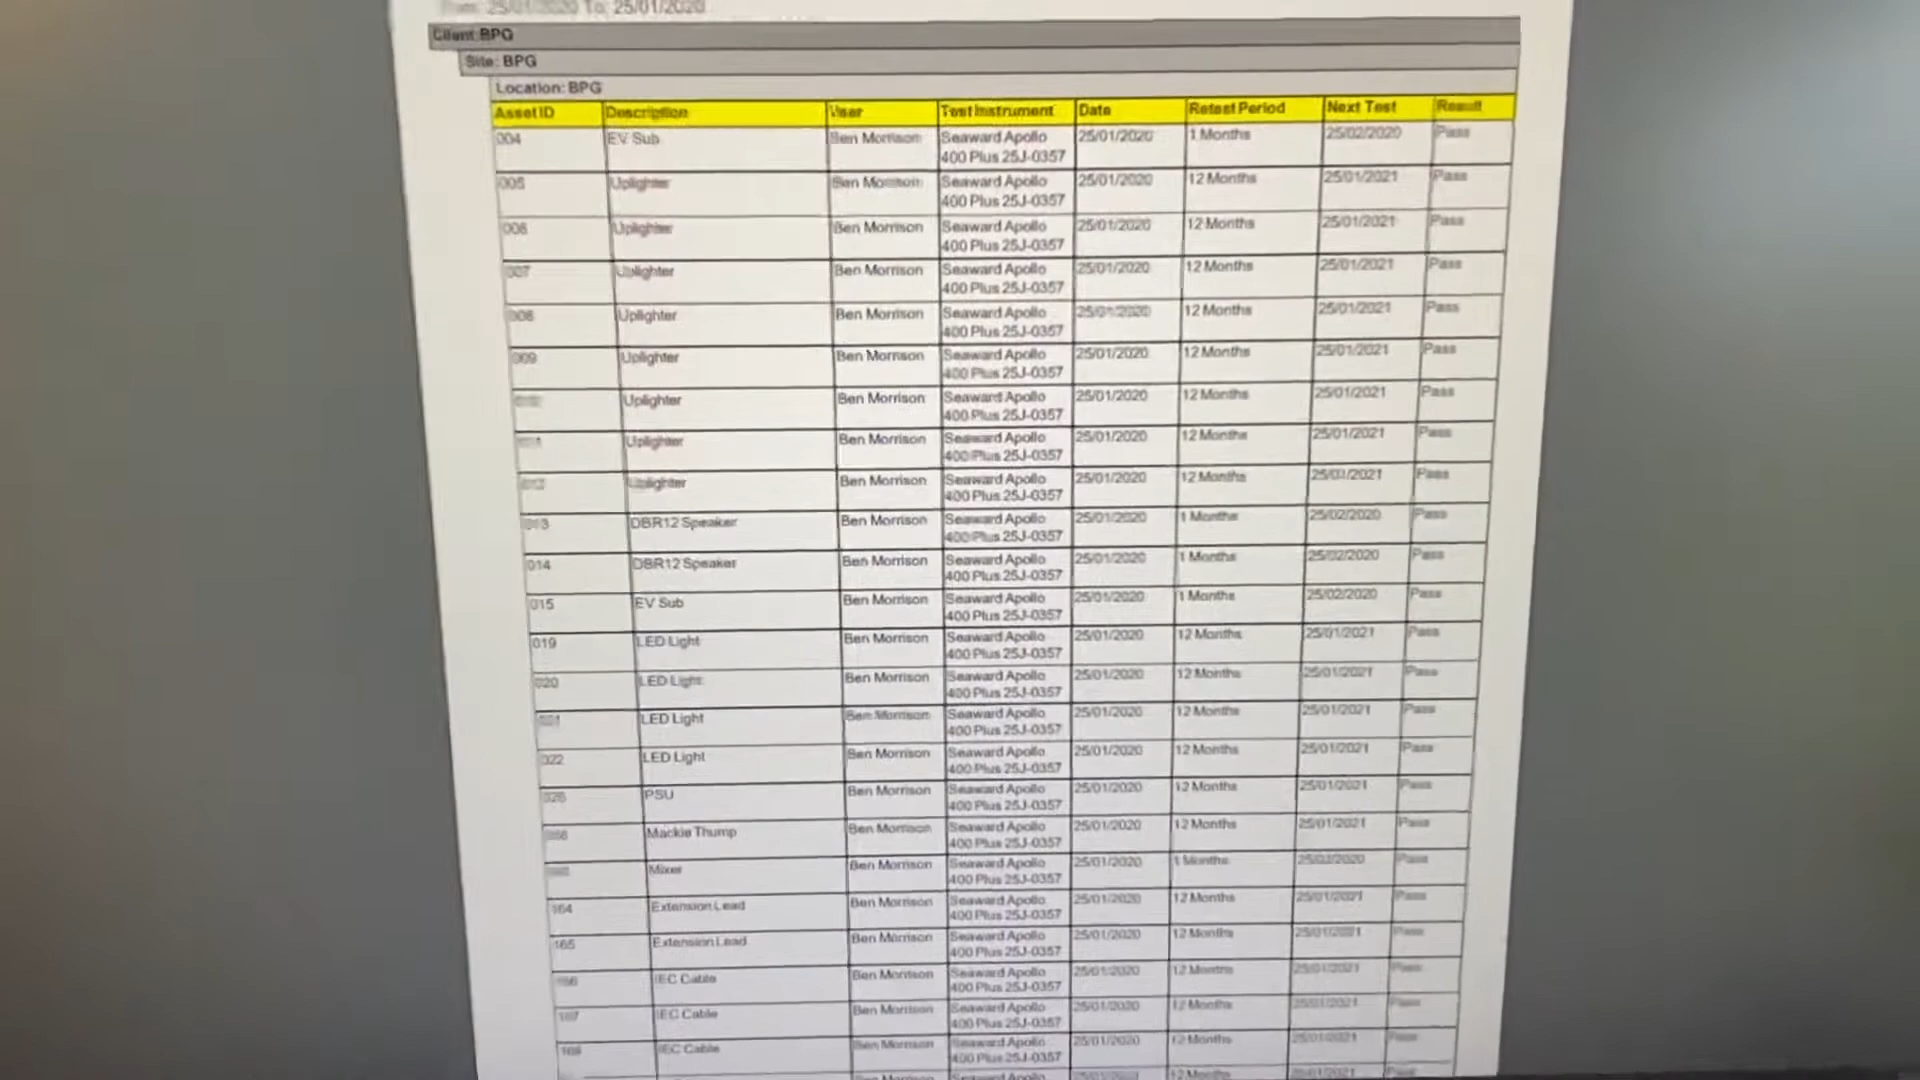 From: 25/01/2020 To: 25/01/2020
Client: BPG
Site: BPG
Location: BPG
Asset ID Description User Test Instrument Date Retest Period Next Test Result
004 EV Sub Ben Morrison Seaward Apollo 25/01/2020 1 Months 25/02/2020 Pass
400 Plus 25J-0357
005 Uplighter Ben Morrison Seaward Apollo 25/01/2020 12 Months 25/01/2021 Pass
400 Plus 25J-0357
006 Uplighter Ben Morrison Seaward Apollo 25/01/2020 12 Months 25/01/2021 Pass
400 Plus 25J-0357
007 Uplighter Ben Morrison Seaward Apollo 25/01/2020 12 Months 25/01/2021 Pass
400 Plus 25J-0357
008 Uplighter Ben Morrison Seaward Apollo 25/01/2020 12 Months 25/01/2021 Pass
400 Plus 25J-0357
009 Uplighter Ben Morrison Seaward Apollo 25/01/2020 12 Months 25/01/2021 Pass
400 Plus 25J-0357
010 Uplighter Ben Morrison Seaward Apollo 25/01/2020 12 Months 25/01/2021 Pass
400 Plus 25J-0357
011 Uplighter Ben Morrison Seaward Apollo 25/01/2020 12 Months 25/01/2021 Pass
400 Plus 25J-0357
012 Uplighter Ben Morrison Seaward Apollo 25/01/2020 12 Months 25/01/2021 Pass
400 Plus 25J-0357
013 DBR12 Speaker Ben Morrison Seaward Apollo 25/01/2020 1 Months 25/02/2020 Pass
400 Plus 25J-0357
014 DBR12 Speaker Ben Morrison Seaward Apollo 25/01/2020 1 Months 25/02/2020 Pass
400 Plus 25J-0357
015 EV Sub Ben Morrison Seaward Apollo 25/01/2020 1 Months 25/02/2020 Pass
400 Plus 25J-0357
019 LED Light Ben Morrison Seaward Apollo 25/01/2020 12 Months 25/01/2021 Pass
400 Plus 25J-0357
020 LED Light Ben Morrison Seaward Apollo 25/01/2020 12 Months 25/01/2021 Pass
400 Plus 25J-0357
021 LED Light Ben Morrison Seaward Apollo 25/01/2020 12 Months 25/01/2021 Pass
400 Plus 25J-0357
022 LED Light Ben Morrison Seaward Apollo 25/01/2020 12 Months 25/01/2021 Pass
400 Plus 25J-0357
PSU Ben Morrison Seaward Apollo 25/01/2020 12 Months 25/01/2021 Pass
400 Plus 25J-0357
Mackie Thump Ben Morrison Seaward Apollo 25/01/2020 12 Months 25/01/2021 Pass
400 Plus 25J-0357
Mixer Ben Morrison Seaward Apollo 25/01/2020 1 Months 25/02/2020 Pass
400 Plus 25J-0357
164 Extension Lead Ben Morrison Seaward Apollo 25/01/2020 12 Months 25/01/2021 Pass
400 Plus 25J-0357
165 Extension Lead Ben Morrison Seaward Apollo 25/01/2020 12 Months 25/01/2021 Pass
400 Plus 25J-0357
166 IEC Cable Ben Morrison Seaward Apollo 25/01/2020 12 Months 25/01/2021 Pass
400 Plus 25J-0357
167 IEC Cable Ben Morrison Seaward Apollo 25/01/2020 12 Months 25/01/2021 Pass
400 Plus 25J-0357
168 IEC Cable Ben Morrison Seaward Apollo 25/01/2020 12 Months 25/01/2021 Pass
400 Plus 25J-0357